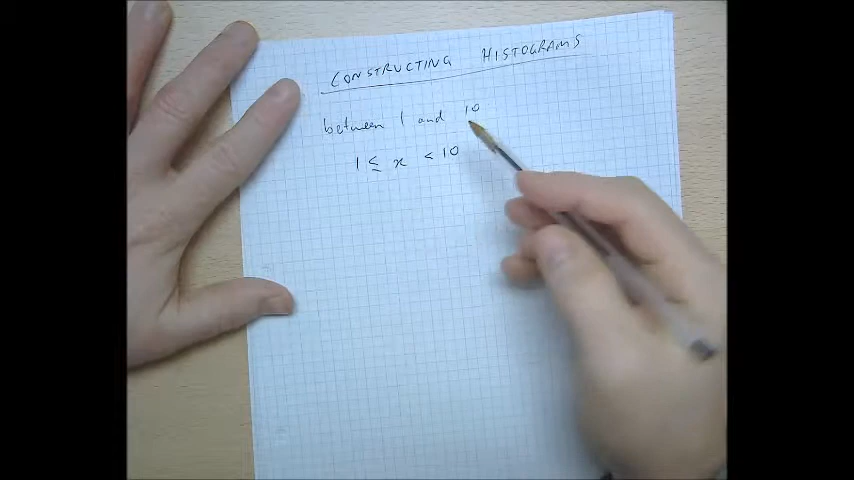 CONSTRUCTING HISTOGRAMS
between 1 and 10
1 ≤ x < 10